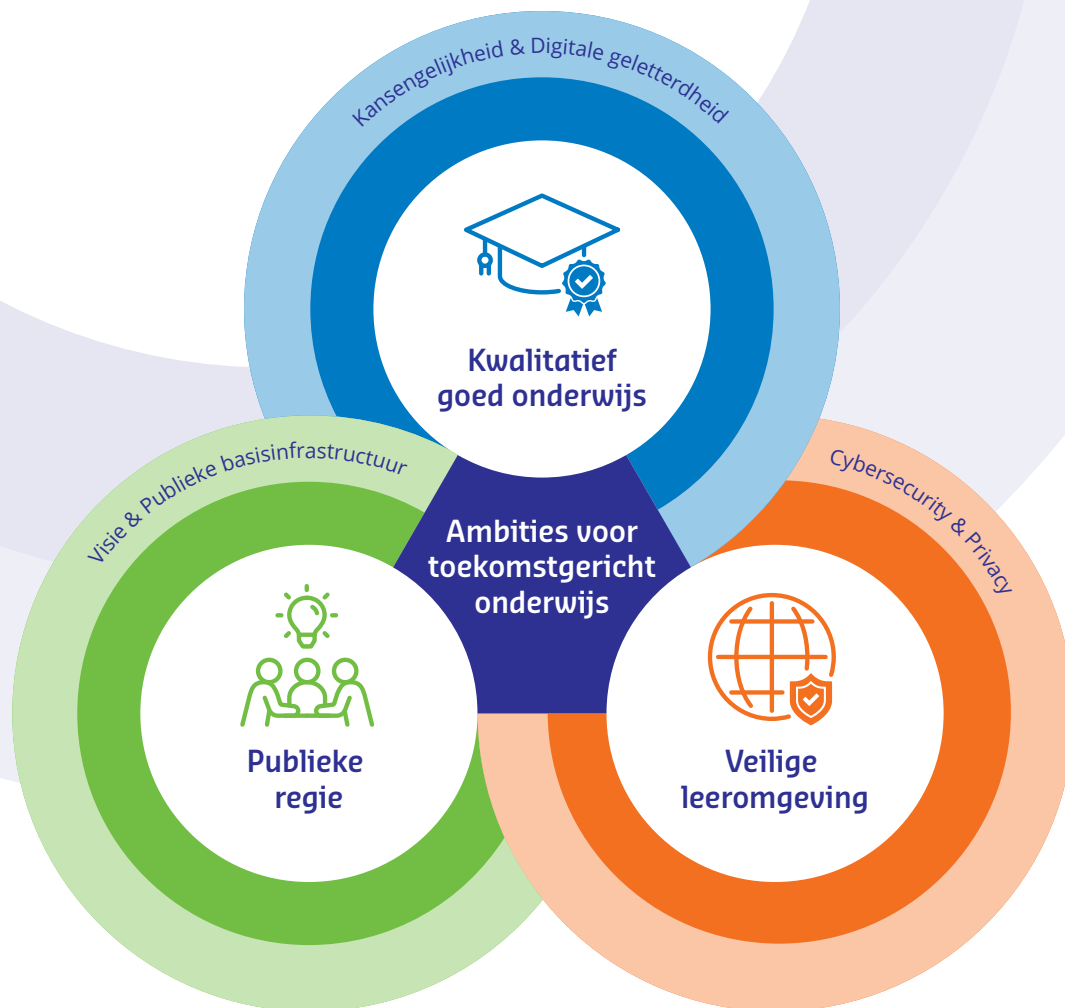 Kansengelijkheid & Digitale geletterdheid
Kwalitatief
goed onderwijs
Visie & Publieke basisinfrastructuur
Cybersecurity & Privacy
Ambities voor
toekomstgericht
onderwijs
Publieke
regie
Veilige
leeromgeving